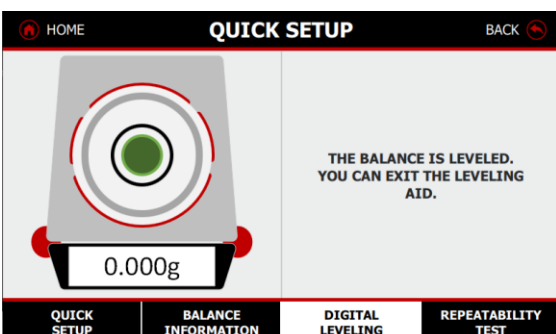 HOME
QUICK SETUP
BACK
THE BALANCE IS LEVELED.
YOU CAN EXIT THE LEVELING
AID.
0.000g
QUICK
SETUP
BALANCE
INFORMATION
DIGITAL
LEVELING
REPEATABILITY
TEST